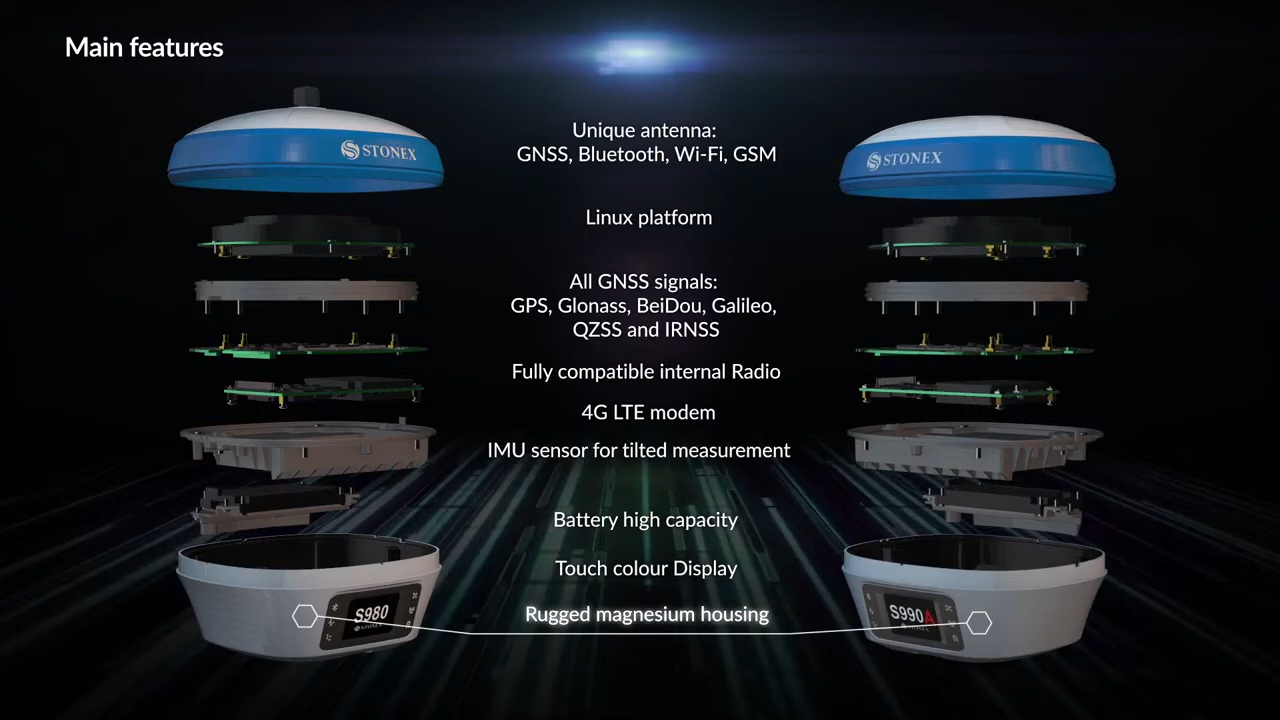 Main features
STONEX
STONEX
Unique antenna:
GNSS, Bluetooth, Wi-Fi, GSM
Linux platform
All GNSS signals:
GPS, Glonass, BeiDou, Galileo,
QZSS and IRNSS
Fully compatible internal Radio
4G LTE modem
IMU sensor for tilted measurement
Battery high capacity
Touch colour Display
Rugged magnesium housing
S980
STONEX
S990A
STONEX